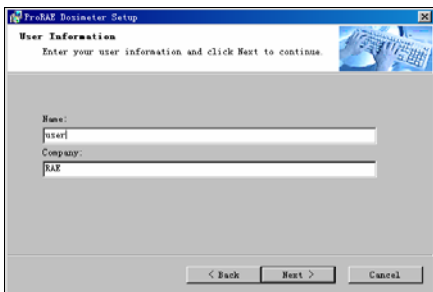 ProRAE Dosimeter Setup
User Information
Enter your user information and click Next to continue.
Name:
user
Company:
RAE
< Back
Next >
Cancel